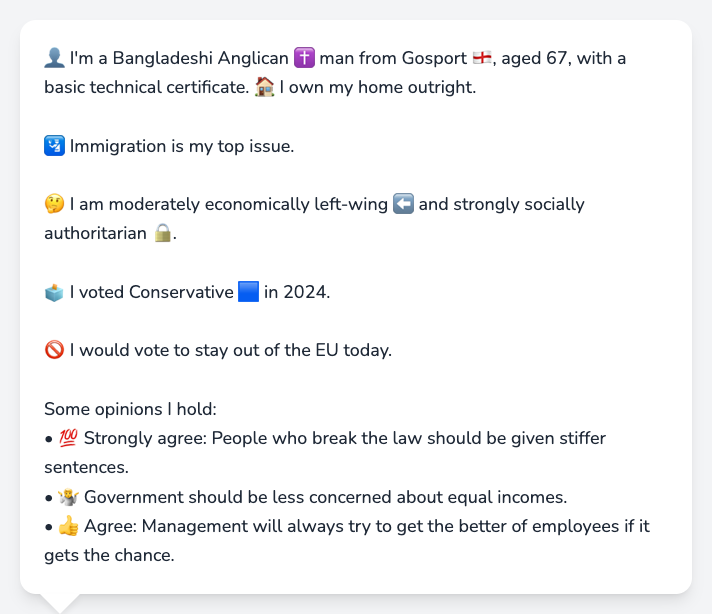 👤 I'm a Bangladeshi Anglican ✝️ man from Gosport 🏴󠁧󠁢󠁥󠁮󠁧󠁿, aged 67, with a
basic technical certificate. 🏠 I own my home outright.
🛂 Immigration is my top issue.
🤔 I am moderately economically left-wing ⬅️ and strongly socially
authoritarian 🔒.
🗳️ I voted Conservative 🟦 in 2024.
🚫 I would vote to stay out of the EU today.
Some opinions I hold:
• 💯 Strongly agree: People who break the law should be given stiffer
sentences.
• 🤷 Government should be less concerned about equal incomes.
• 👍 Agree: Management will always try to get the better of employees if it
gets the chance.